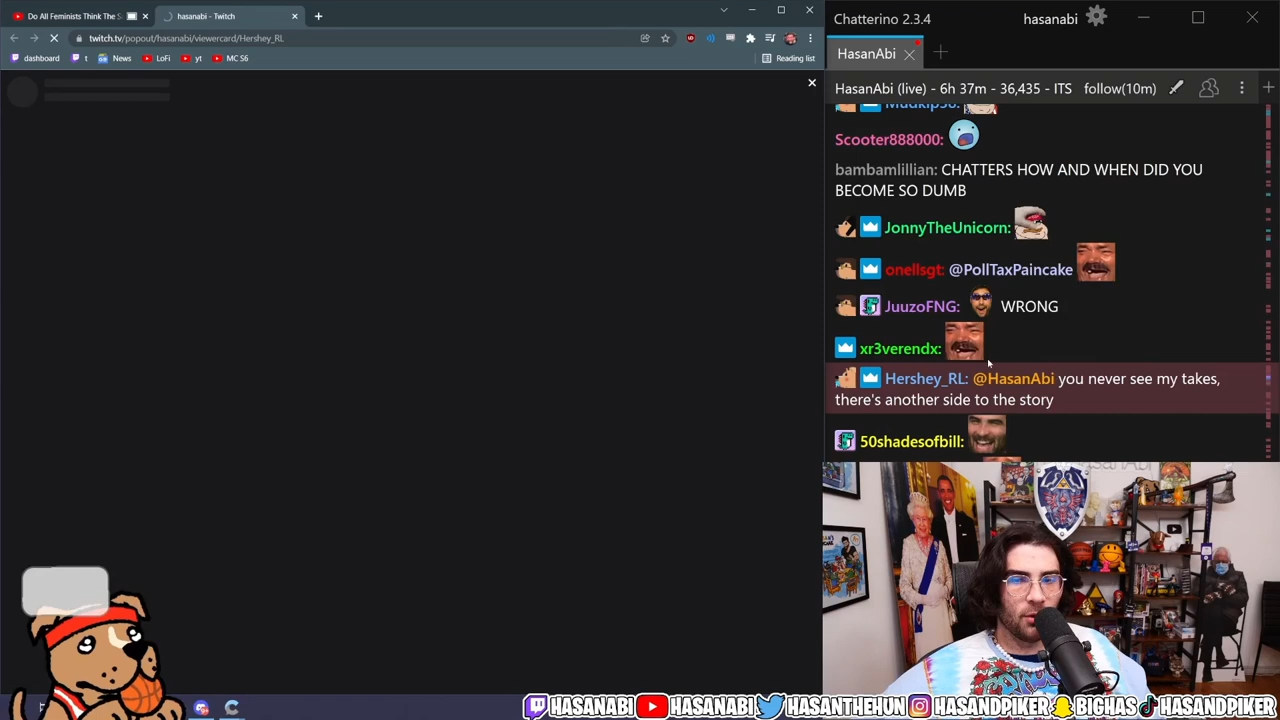 Do All Feminists Think The S
hasanabi - Twitch
twitch.tv/popout/hasanabi/viewercard/Hershey_RL
dashboard
t
News
LoFi
yt
MC S6
Reading list
Chatterino 2.3.4
hasanabi
HasanAbi
HasanAbi (live) - 6h 37m - 36,435 - ITS
follow(10m)
Scooter888000:
bambamlillian: CHATTERS HOW AND WHEN DID YOU
BECOME SO DUMB
JonnyTheUnicorn:
onellsgt: @PollTaxPaincake
JuuzoFNG: WRONG
xr3verendx:
Hershey_RL: @HasanAbi you never see my takes,
there's another side to the story
50shadesofbill:
HASANABI
HASANABI
HASANTHEHUN
HASANDPIKER
BIGHAS
HASANDPIKER